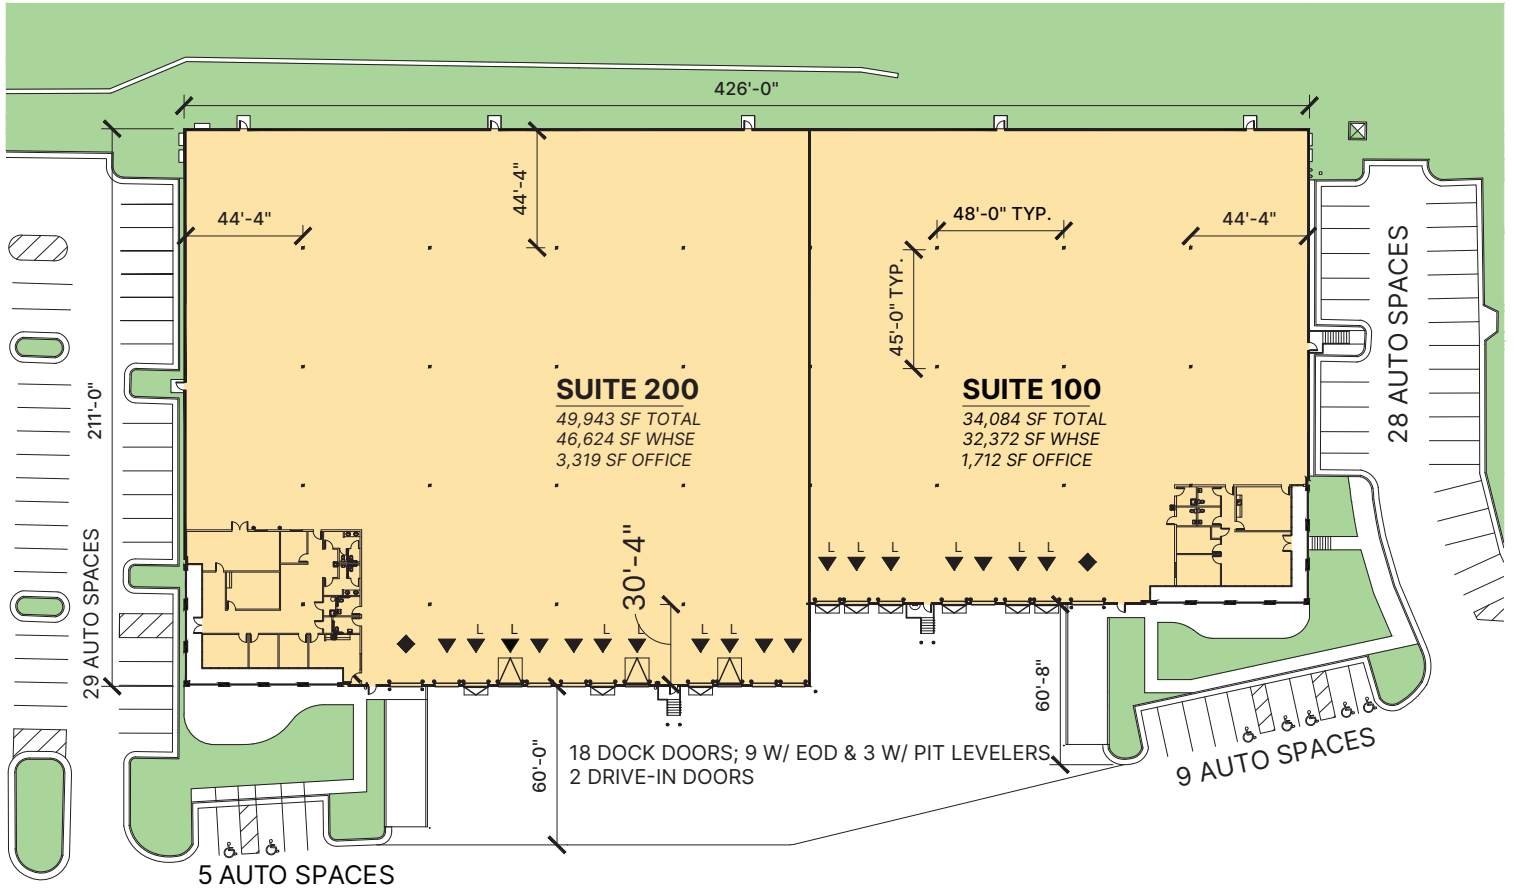 426'-0"
44'-4"
44'-4"
48'-0" TYP.
44'-4"
45'-0" TYP.
28 AUTO SPACES
211'-0"
SUITE 200
49,943 SF TOTAL
46,624 SF WHSE
3,319 SF OFFICE
SUITE 100
34,084 SF TOTAL
32,372 SF WHSE
1,712 SF OFFICE
29 AUTO SPACES
30'-4"
L L L L L L
L L L L L L
60'-8"
60'-0"
18 DOCK DOORS; 9 W/ EOD & 3 W/ PIT LEVELERS
2 DRIVE-IN DOORS
9 AUTO SPACES
5 AUTO SPACES